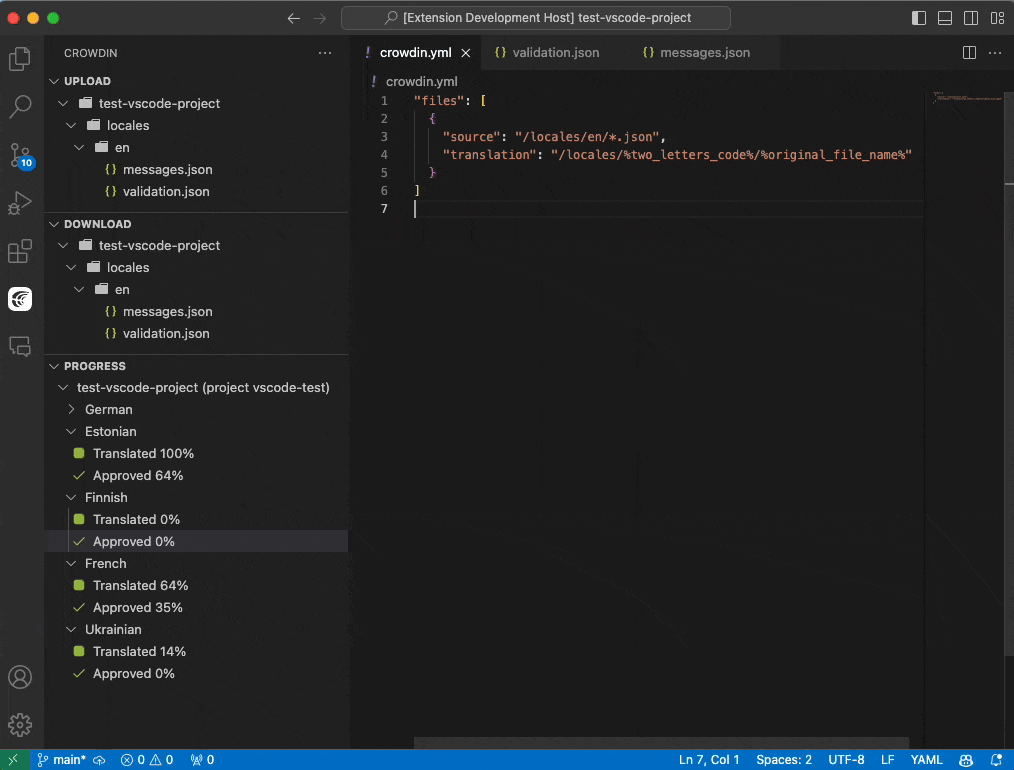 [Extension Development Host] test-vscode-project
CROWDIN
UPLOAD
test-vscode-project
locales
en
{} messages.json
{} validation.json
DOWNLOAD
test-vscode-project
locales
en
{} messages.json
{} validation.json
PROGRESS
test-vscode-project (project vscode-test)
German
Estonian
Translated 100%
Approved 64%
Finnish
Translated 0%
Approved 0%
French
Translated 64%
Approved 35%
Ukrainian
Translated 14%
Approved 0%
10
! crowdin.yml
{} validation.json
{} messages.json
! crowdin.yml
1 "files": [
2 {
3 "source": "/locales/en/*.json",
4 "translation": "/locales/%two_letters_code%/%original_file_name%"
5 }
6 ]
7
main* 0 0 0 Ln 7, Col 1 Spaces: 2 UTF-8 LF YAML